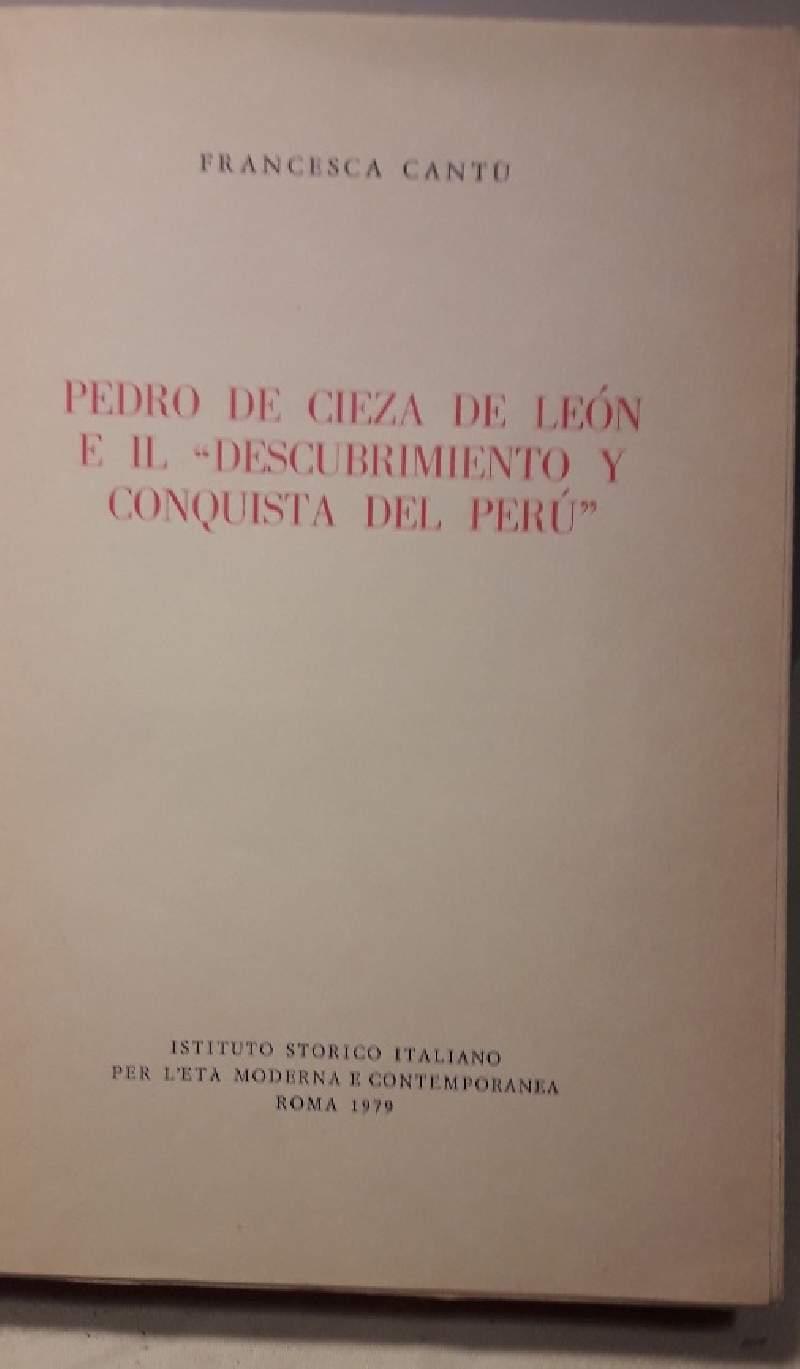 FRANCESCA CANTÙ
PEDRO DE CIEZA DE LEÓN
E IL “DESCUBRIMIENTO Y
CONQUISTA DEL PERÚ”
ISTITUTO STORICO ITALIANO
PER L'ETÀ MODERNA E CONTEMPORANEA
ROMA 1979